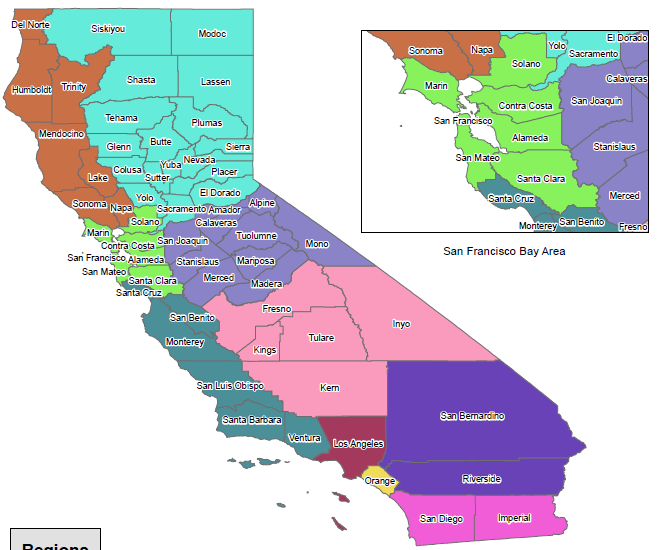 Del Norte
Siskiyou
Modoc
Humboldt
Trinity
Shasta
Lassen
Tehama
Plumas
Mendocino
Glenn
Butte
Sierra
Colusa
Yuba
Nevada
Lake
Sutter
Placer
Yolo
El Dorado
Sonoma
Napa
Sacramento
Amador
Alpine
Solano
Calaveras
Marin
Contra Costa
San Joaquin
Tuolumne
Mono
San Francisco
Alameda
Stanislaus
Mariposa
San Mateo
Santa Clara
Merced
Madera
Santa Cruz
San Benito
Fresno
Inyo
Monterey
Kings
Tulare
San Luis Obispo
Kern
San Bernardino
Santa Barbara
Ventura
Los Angeles
Orange
Riverside
San Diego
Imperial
El Dorado
Sonoma
Napa
Yolo
Sacramento
Solano
Calaveras
Marin
Contra Costa
San Joaquin
San Francisco
Alameda
Stanislaus
San Mateo
Santa Clara
Santa Cruz
Merced
Monterey
San Benito
Fresno
San Francisco Bay Area
Regions